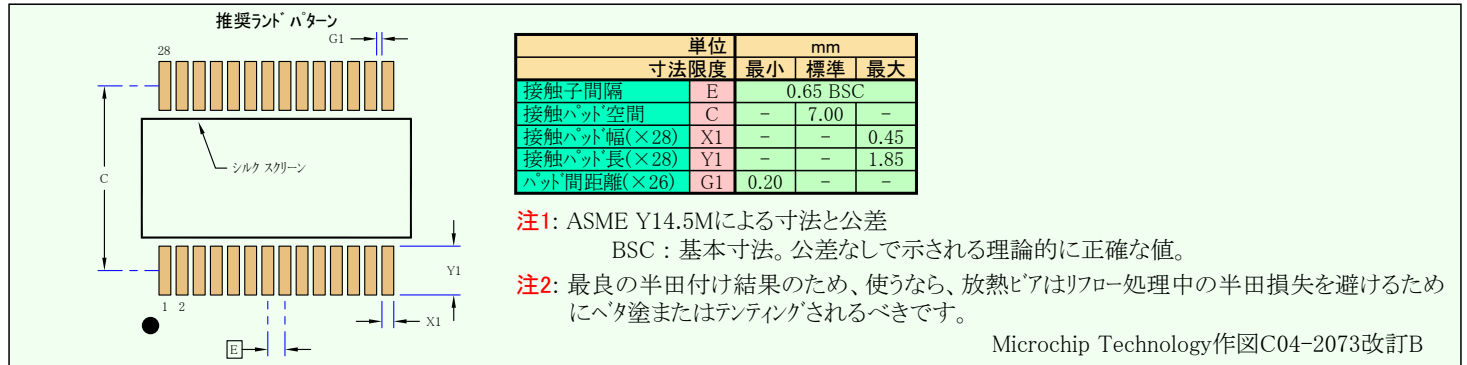 推奨ランド パターン
G1
28
C
シルク スクリーン
1 2
Y1
X1
E
単位 mm
寸法限度 最小 標準 最大
接触子間隔 E 0.65 BSC
接触パッド空間 C - 7.00 -
接触パッド幅(×28) X1 - - 0.45
接触パッド長(×28) Y1 - - 1.85
パッド間距離(×26) G1 0.20 - -
注1: ASME Y14.5Mによる寸法と公差
BSC : 基本寸法。公差なしで示される理論的に正確な値。
注2: 最良の半田付け結果のため、使うなら、放熱ビアはリフロー処理中の半田損失を避けるため
にベタ塗またはテンティングされるべきです。
Microchip Technology作図C04-2073改訂B